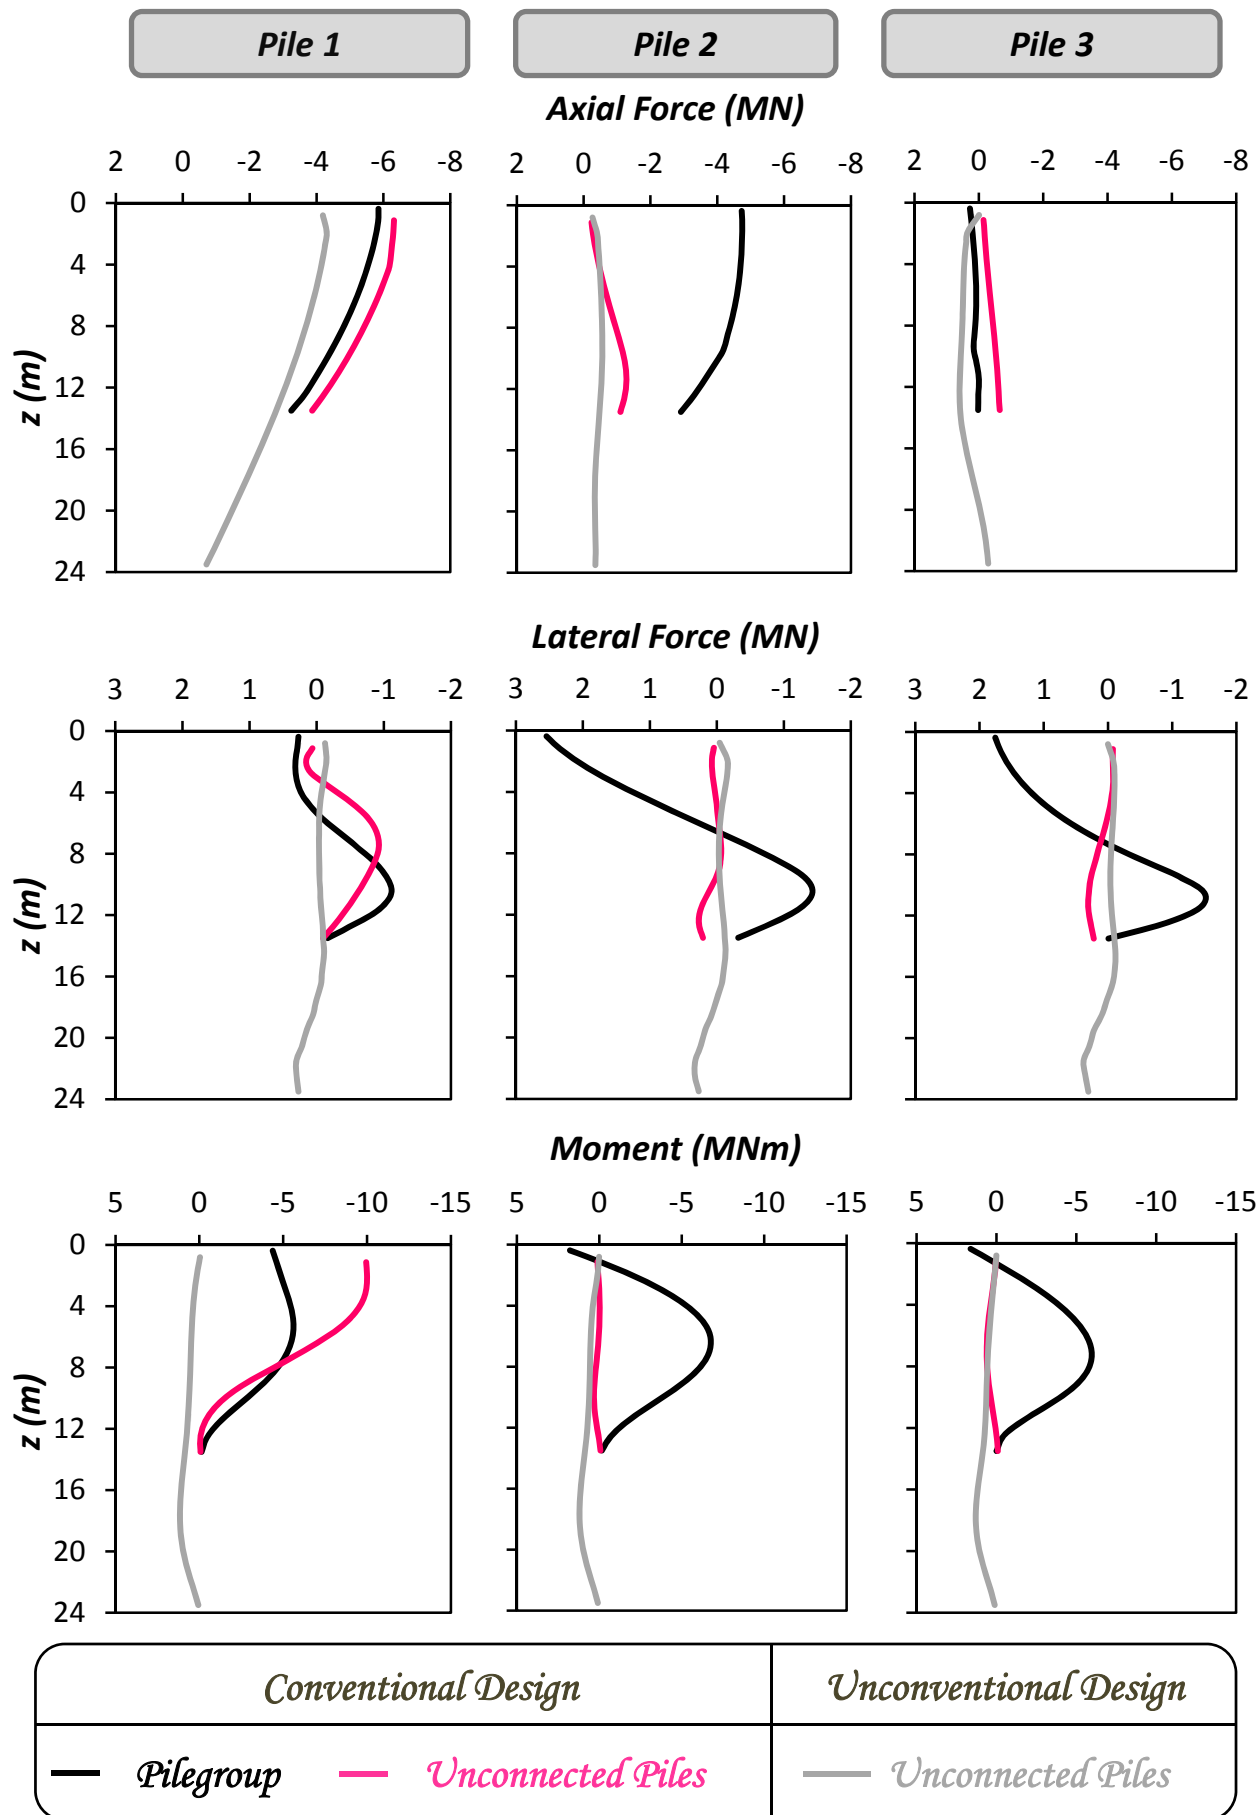 Pile 1 Pile 2 Pile 3
Axial Force (MN)
2 0 -2 -4 -6 -8 2 0 -2 -4 -6 -8 2 0 -2 -4 -6 -8
0
4
8
12
16
20
24
z (m)
Lateral Force (MN)
3 2 1 0 -1 -2 3 2 1 0 -1 -2 3 2 1 0 -1 -2
0
4
8
12
16
20
24
z (m)
Moment (MNm)
5 0 -5 -10 -15 5 0 -5 -10 -15 5 0 -5 -10 -15
0
4
8
12
16
20
24
z (m)
Conventional Design Unconventional Design
Pilegroup Unconnected Piles Unconnected Piles